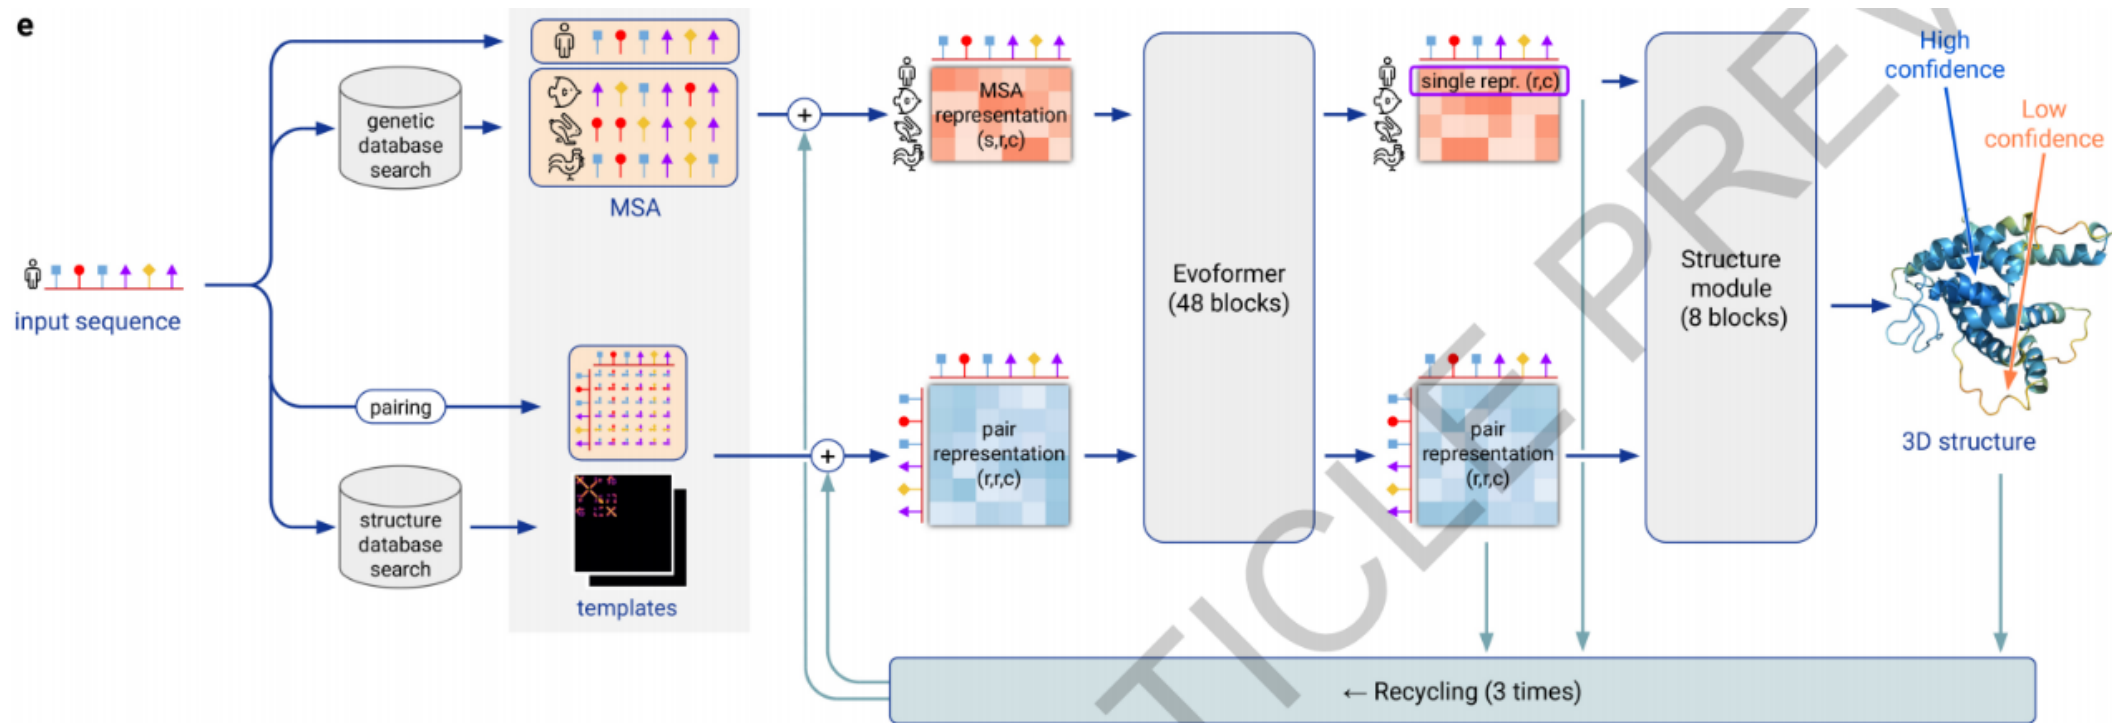 e
genetic
database
search
MSA
input sequence
pairing
structure
database
search
templates
+
+
MSA
representation
(s,r,c)
pair
representation
(r,r,c)
Evoformer
(48 blocks)
single repr. (r,c)
pair
representation
(r,r,c)
Structure
module
(8 blocks)
High
confidence
Low
confidence
3D structure
← Recycling (3 times)
TICLE PREV